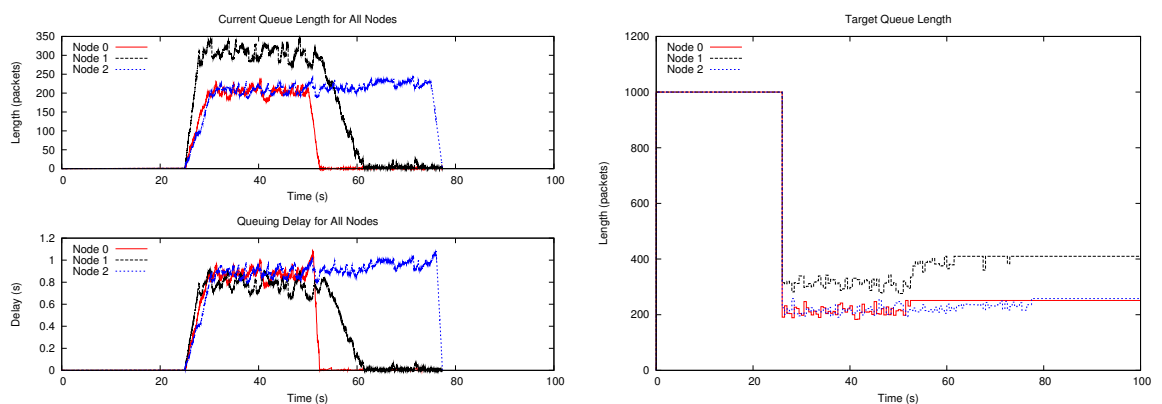 Current Queue Length for All Nodes
Length (packets)
350
300
250
200
150
100
50
0
Node 0
Node 1
Node 2
0 20 40 60 80 100
Time (s)
Queuing Delay for All Nodes
Delay (s)
1.2
1
0.8
0.6
0.4
0.2
0
Node 0
Node 1
Node 2
0 20 40 60 80 100
Time (s)
Target Queue Length
Length (packets)
1200
1000
800
600
400
200
0
Node 0
Node 1
Node 2
0 20 40 60 80 100
Time (s)